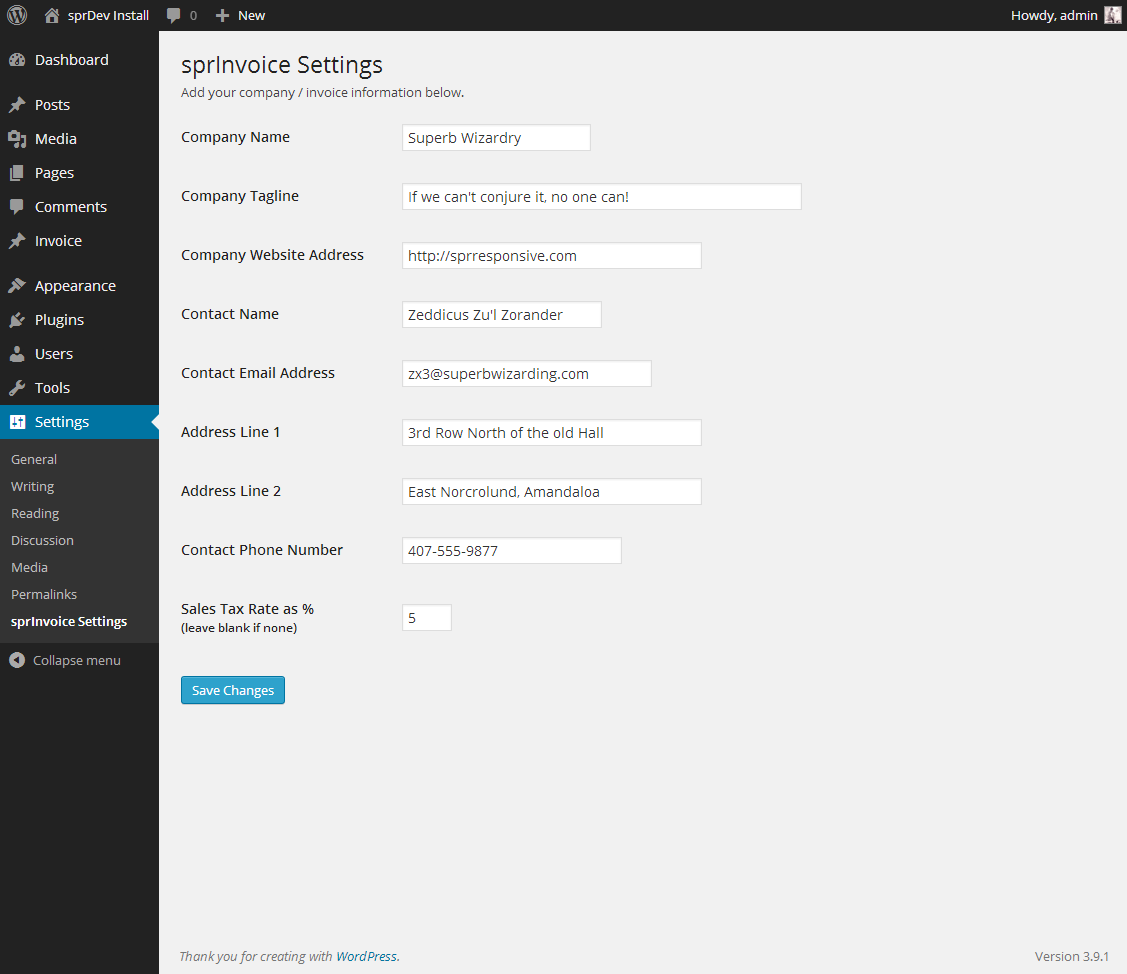 sprDev Install 0 New Howdy, admin
Dashboard
Posts
Media
Pages
Comments
Invoice
Appearance
Plugins
Users
Tools
Settings
General
Writing
Reading
Discussion
Media
Permalinks
sprInvoice Settings
Collapse menu
sprInvoice Settings
Add your company / invoice information below.
Company Name Superb Wizardry
Company Tagline If we can't conjure it, no one can!
Company Website Address http://sprresponsive.com
Contact Name Zeddicus Zu'l Zorander
Contact Email Address zx3@superbwizarding.com
Address Line 1 3rd Row North of the old Hall
Address Line 2 East Norcrolund, Amandaloa
Contact Phone Number 407-555-9877
Sales Tax Rate as % 5
(leave blank if none)
Save Changes
Thank you for creating with WordPress. Version 3.9.1